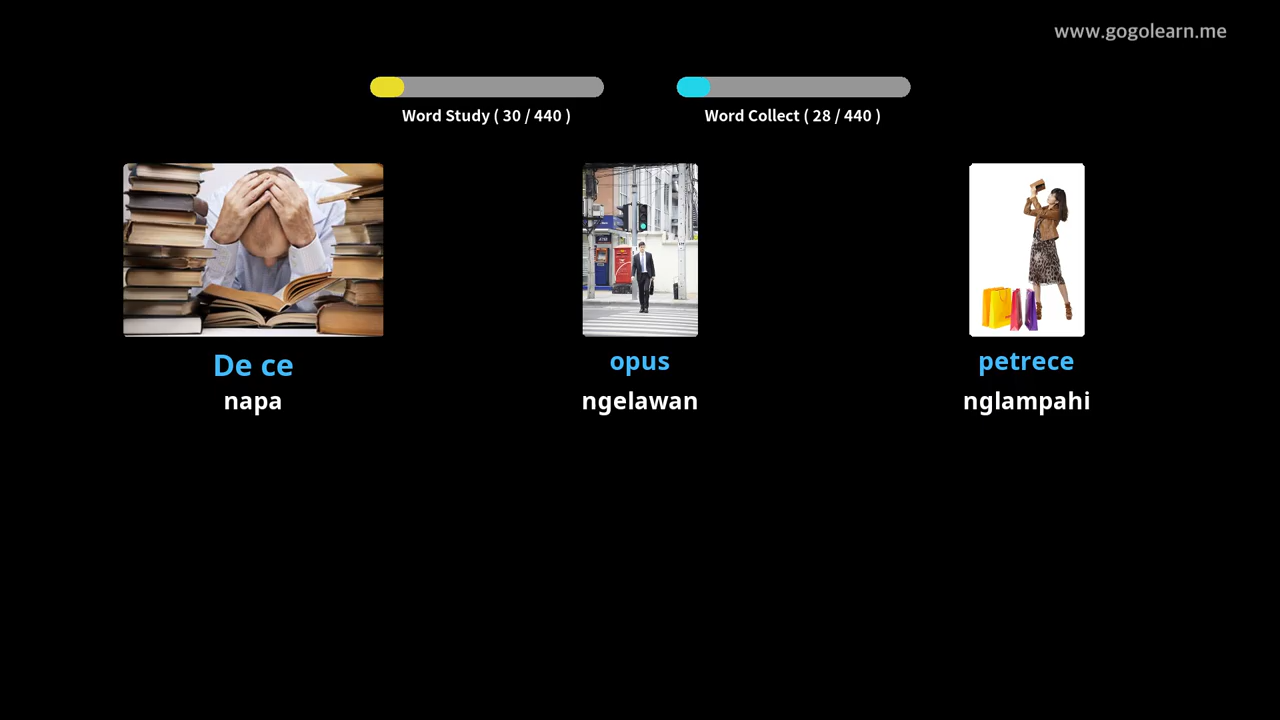 www.gogolearn.me
Word Study ( 30 / 440 )
Word Collect ( 28 / 440 )
De ce
napa
opus
ngelawan
petrece
nglampahi